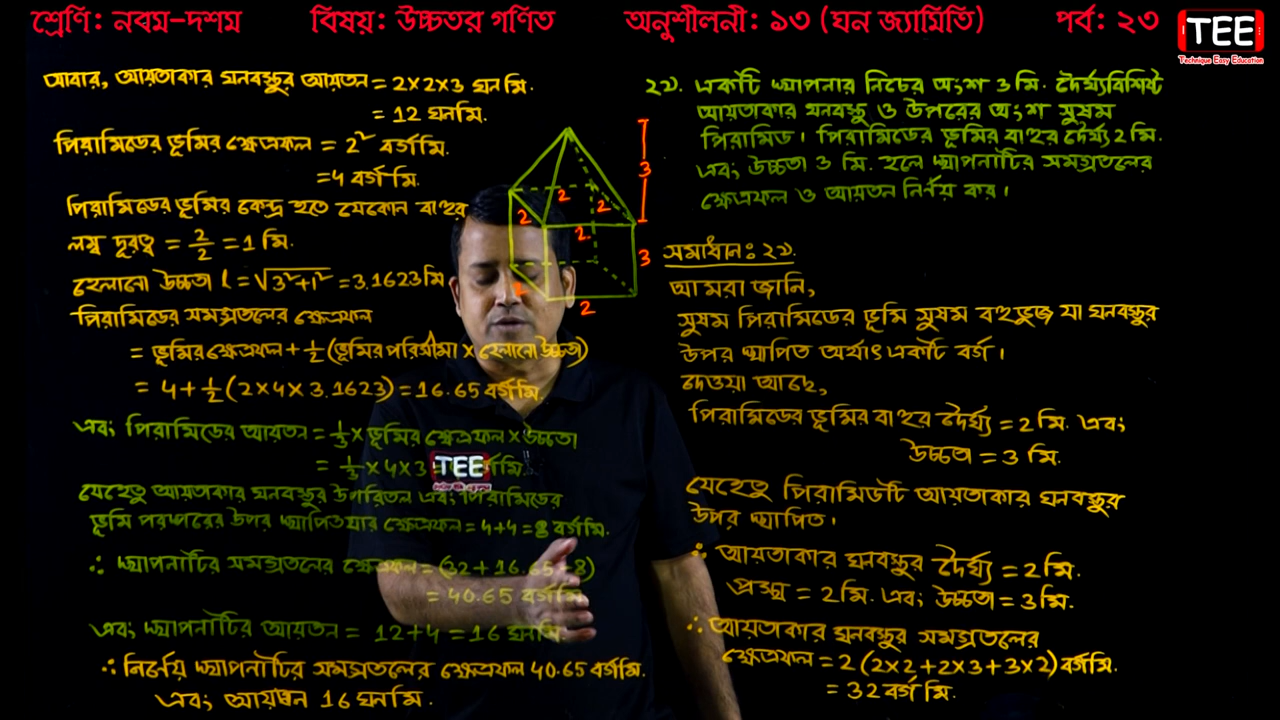 শ্রেণি: নবম-দশম বিষয়: উচ্চতর গণিত অনুশীলনী: ১৩ (ঘন জ্যামিতি) পর্ব: ২৩
TEE
Technique Easy Education
২১. একটি স্থাপনার নিচের অংশ 3 মি. দৈর্ঘ্যবিশিষ্ট
আয়তাকার ঘনবস্তু ও উপরের অংশ সুষম
পিরামিড। পিরামিডের ভূমির বাহুর দৈর্ঘ্য 2 মি.
এবং উচ্চতা ৩ মি. হলে স্থাপনাটির সমগ্রতলের
ক্ষেত্রফল ও আয়তন নির্ণয় কর।
3
2
2
2
2
3
2
সমাধান: ২১
আমরা জানি,
সুষম পিরামিডের ভূমি সুষম বহুভুজ যা ঘনবস্তুর
উপর স্থাপিত অর্থাৎ একটি বর্গ।
দেওয়া আছে,
পিরামিডের ভূমির বাহুর দৈর্ঘ্য = 2 মি. এবং
উচ্চতা = 3 মি.
যেহেতু পিরামিডটি আয়তাকার ঘনবস্তুর
উপর স্থাপিত।
∴ আয়তাকার ঘনবস্তুর দৈর্ঘ্য = 2 মি.
প্রস্থ = 2 মি. এবং উচ্চতা = 3 মি.
∴ আয়তাকার ঘনবস্তুর সমগ্রতলের
ক্ষেত্রফল = 2 (2×2+2×3+3×2) বর্গমি.
= 32 বর্গ মি.
আবার, আয়তাকার ঘনবস্তুর আয়তন = 2×2×3 ঘন মি.
= 12 ঘনমি.
পিরামিডের ভূমির ক্ষেত্রফল = 2² বর্গমি.
= 4 বর্গ মি.
পিরামিডের ভূমির কেন্দ্র হতে যেকোন বাহুর
লম্ব দূরত্ব = 2/2 = 1 মি.
হেলানো উচ্চতা l = √3²+1² = 3.1623 মি
পিরামিডের সমগ্রতলের ক্ষেত্রফল
= ভূমির ক্ষেত্রফল + 1/2 (ভূমির পরিসীমা × হেলানো উচ্চতা)
= 4 + 1/2 (2×4×3.1623) = 16.65 বর্গমি.
এবং পিরামিডের আয়তন = 1/3 × ভূমির ক্ষেত্রফল × উচ্চতা
= 1/3 × 4 × 3
TEE
যেহেতু আয়তাকার ঘনবস্তুর উপরিতল এবং পিরামিডের
ভূমি পরস্পরের উপর স্থাপিত যার ক্ষেত্রফল = 4+4 = 8 বর্গমি.
∴ স্থাপনাটির সমগ্রতলের ক্ষেত্রফল = (32 + 16.65 - 8)
= 40.65 বর্গমি.
এবং স্থাপনাটির আয়তন = 12+4 = 16 ঘনমি.
∴ নির্ণেয় স্থাপনাটির সমগ্রতলের ক্ষেত্রফল 40.65 বর্গমি.
এবং আয়তন 16 ঘনমি.